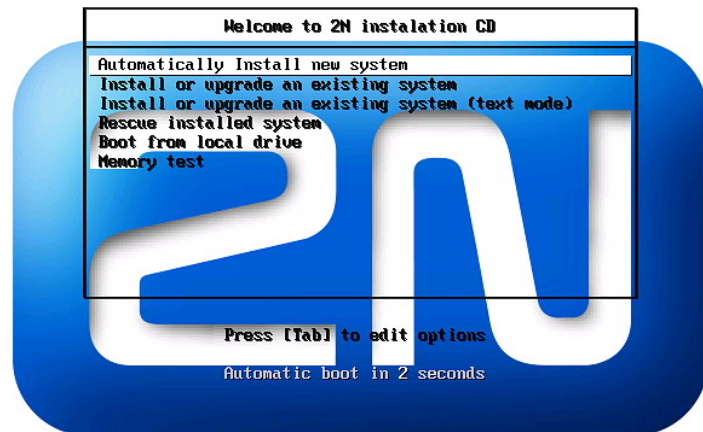 Welcome to 2N instalation CD
Automatically Install new system
Install or upgrade an existing system
Install or upgrade an existing system (text mode)
Rescue installed system
Boot from local drive
Memory test
2N
Press [Tab] to edit options
Automatic boot in 2 seconds